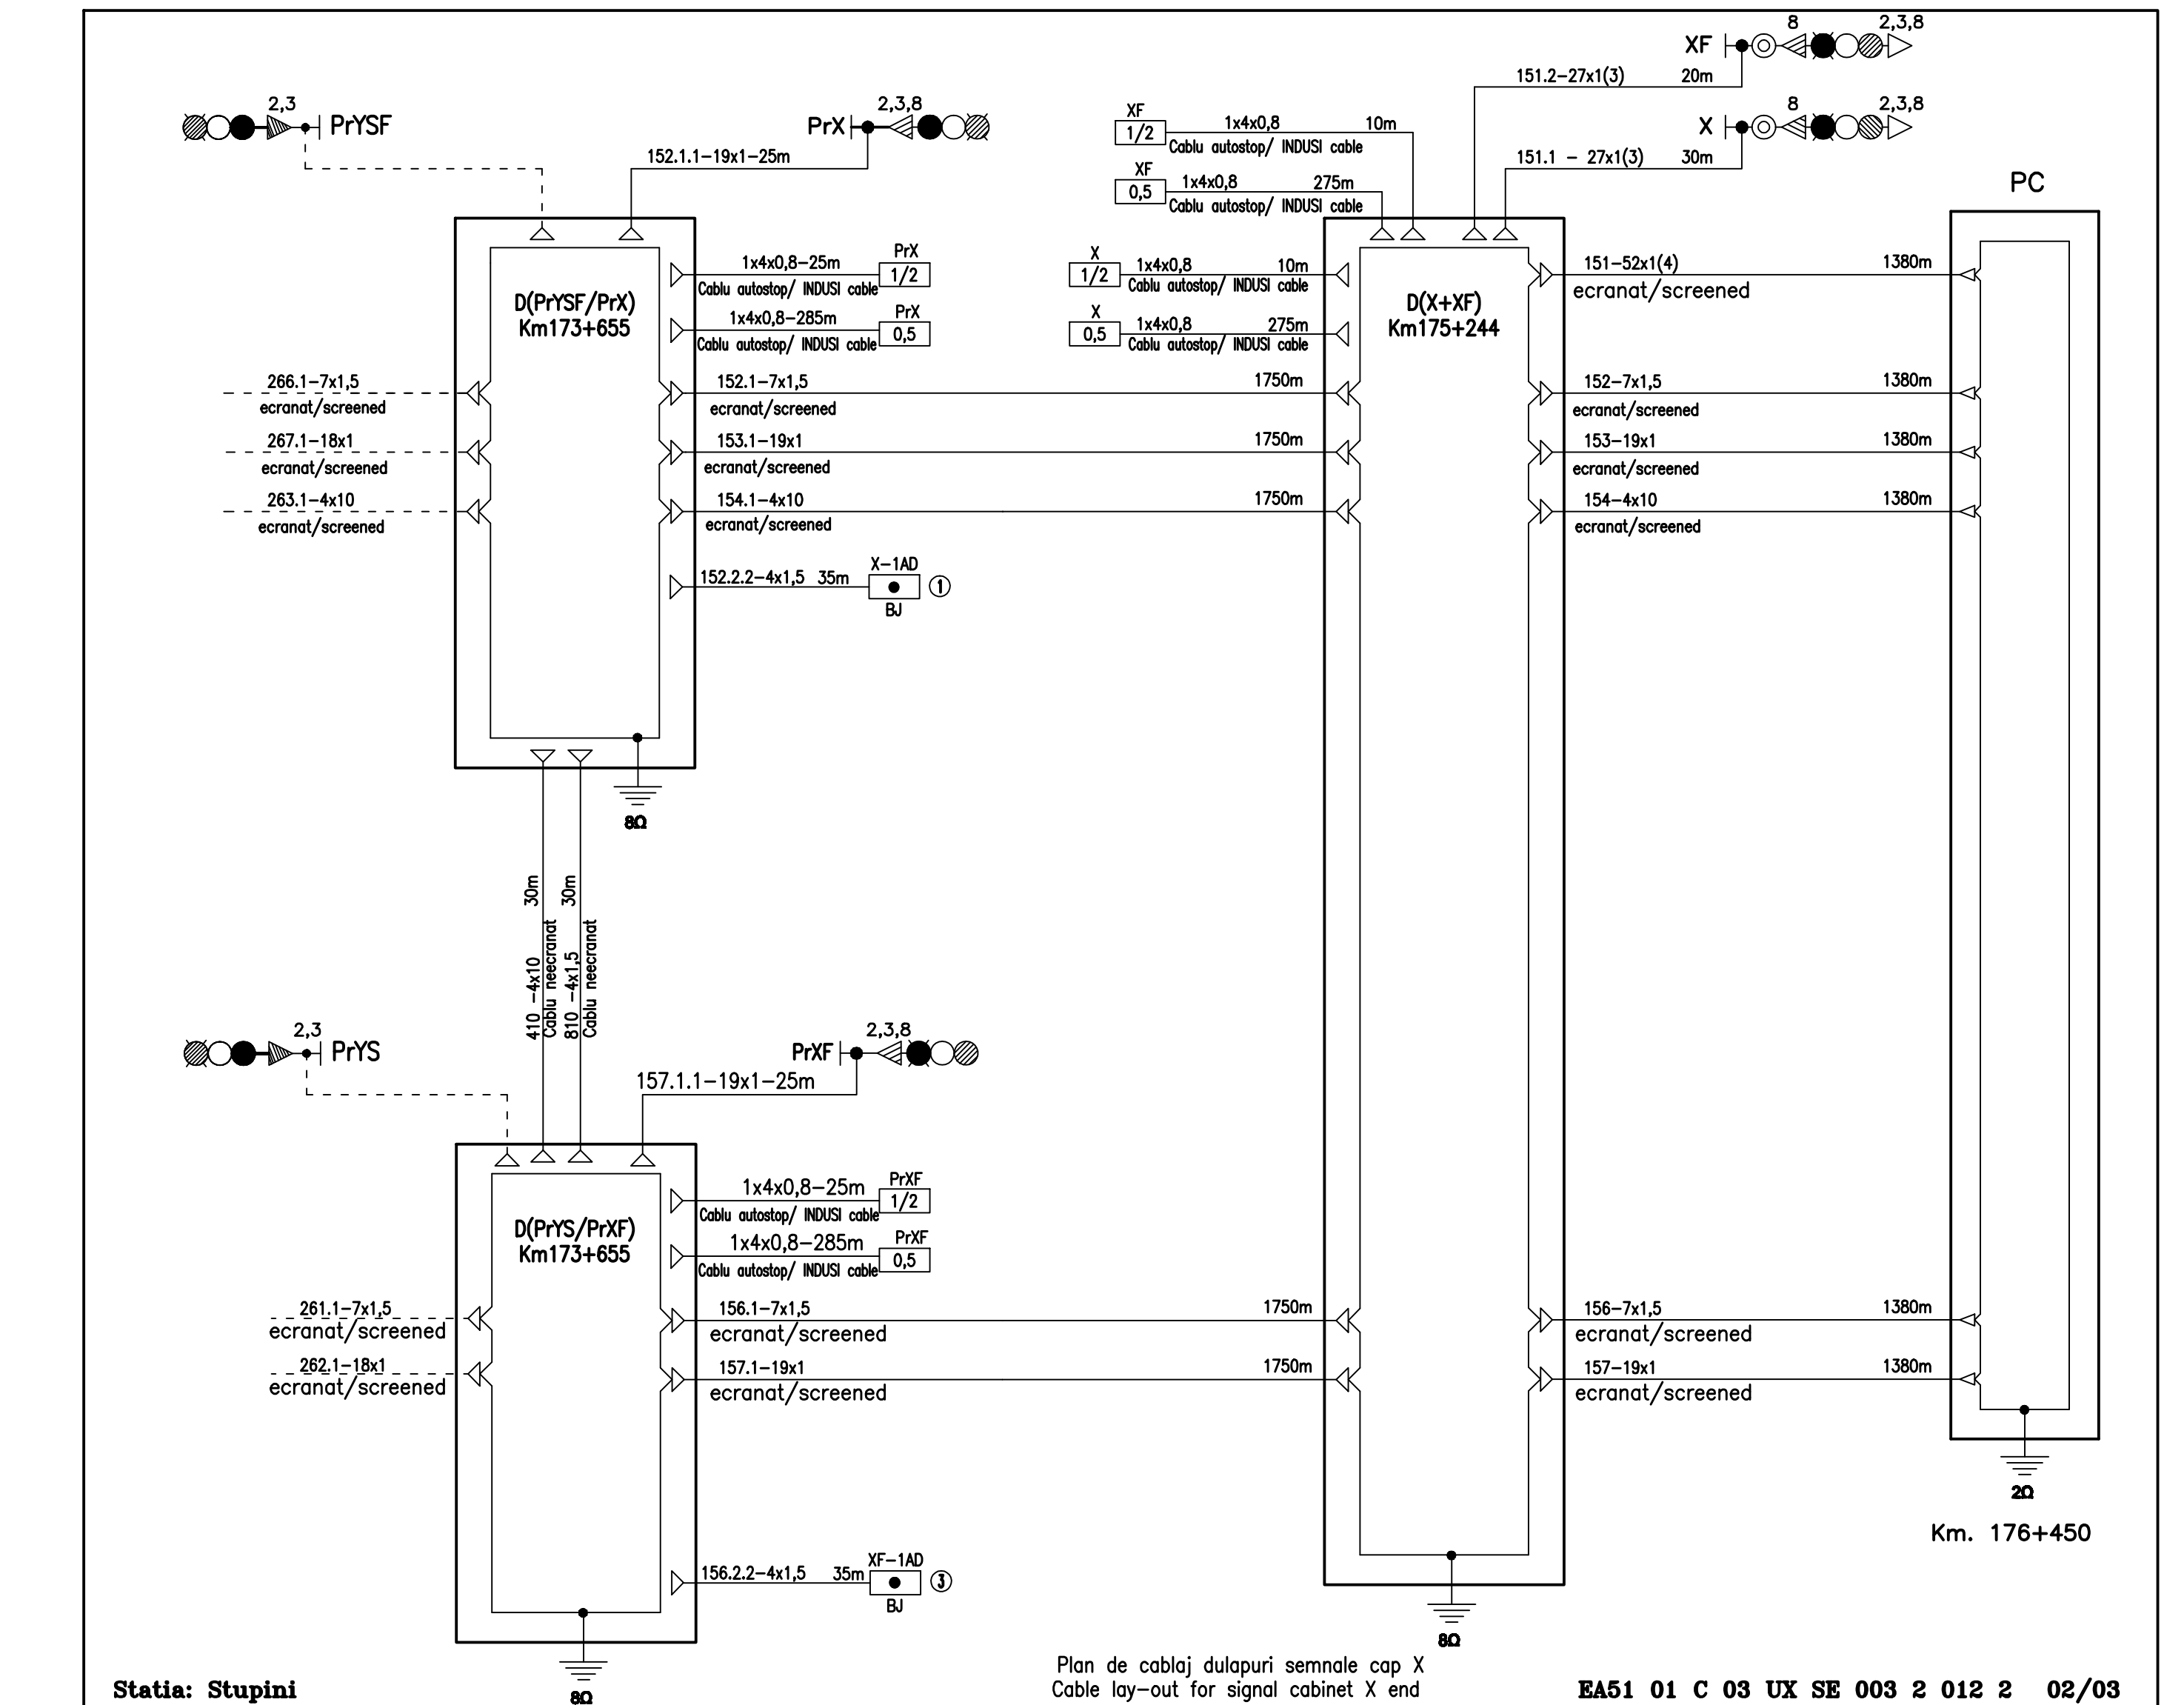 8
2,3,8
XF
151.2-27x1(3) 20m
2,3
PrYSF
PrX
2,3,8
152.1.1-19x1-25m
XF
1/2
1x4x0,8 10m
Cablu autostop/ INDUSI cable
XF
0,5
1x4x0,8 275m
Cablu autostop/ INDUSI cable
8
2,3,8
X
151.1 - 27x1(3) 30m
PC
D(PrYSF/PrX)
Km173+655
1x4x0,8-25m
Cablu autostop/ INDUSI cable
PrX
1/2
1x4x0,8-285m
Cablu autostop/ INDUSI cable
PrX
0,5
X
1/2
1x4x0,8 10m
Cablu autostop/ INDUSI cable
X
0,5
1x4x0,8 275m
Cablu autostop/ INDUSI cable
D(X+XF)
Km175+244
151-52x1(4) 1380m
ecranat/screened
266.1-7x1,5
ecranat/screened
152.1-7x1,5 1750m
ecranat/screened
152-7x1,5 1380m
ecranat/screened
267.1-18x1
ecranat/screened
153.1-19x1 1750m
ecranat/screened
153-19x1 1380m
ecranat/screened
263.1-4x10
ecranat/screened
154.1-4x10 1750m
ecranat/screened
154-4x10 1380m
ecranat/screened
152.2.2-4x1,5 35m
X-1AD
BJ
1
8Ω
410 -4x10 30m
Cablu neecranat
810 -4x1,5 30m
Cablu neecranat
2,3
PrYS
PrXF
2,3,8
157.1.1-19x1-25m
D(PrYS/PrXF)
Km173+655
1x4x0,8-25m
Cablu autostop/ INDUSI cable
PrXF
1/2
1x4x0,8-285m
Cablu autostop/ INDUSI cable
PrXF
0,5
261.1-7x1,5
ecranat/screened
156.1-7x1,5 1750m
ecranat/screened
156-7x1,5 1380m
ecranat/screened
262.1-18x1
ecranat/screened
157.1-19x1 1750m
ecranat/screened
157-19x1 1380m
ecranat/screened
2Ω
Km. 176+450
156.2.2-4x1,5 35m
XF-1AD
BJ
3
8Ω
8Ω
Statia: Stupini
Plan de cablaj dulapuri semnale cap X
Cable lay-out for signal cabinet X end
EA51 01 C 03 UX SE 003 2 012 2 02/03